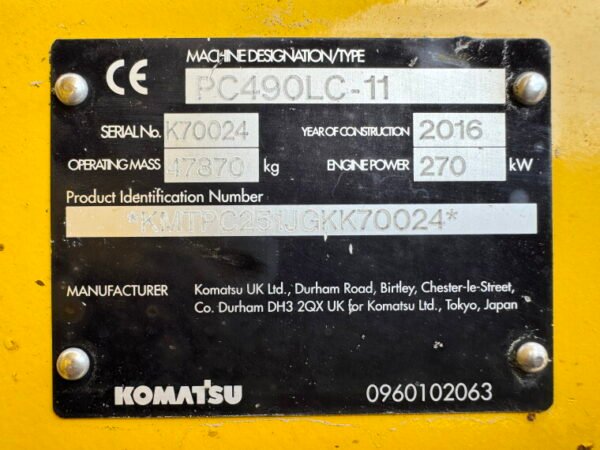 CE
MACHINE DESIGNATION/TYPE
PC490LC-11
SERIAL No. K70024 YEAR OF CONSTRUCTION 2016
OPERATING MASS 47870 kg ENGINE POWER 270 kW
Product Identification Number
*KMTPC251JGKK70024*
MANUFACTURER Komatsu UK Ltd., Durham Road, Birtley, Chester-le-Street,
Co. Durham DH3 2QX UK for Komatsu Ltd., Tokyo, Japan
KOMATSU 0960102063